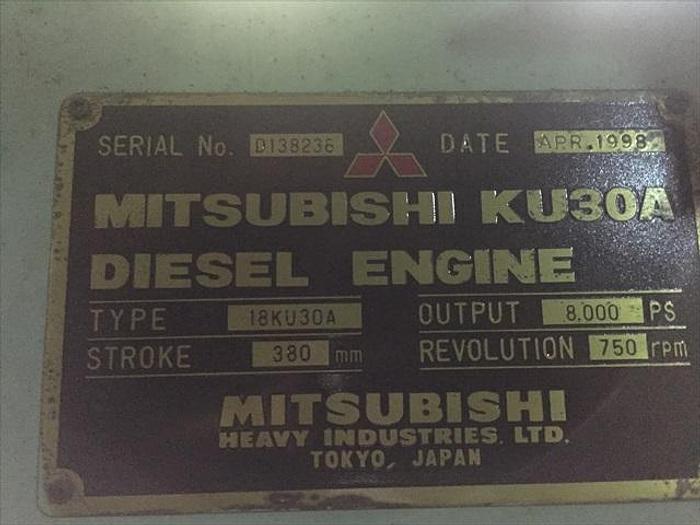 SERIAL No. D138236 DATE APR.1998
MITSUBISHI KU30A
DIESEL ENGINE
TYPE 18KU30A OUTPUT 8,000 PS
STROKE 380 mm REVOLUTION 750 rpm
MITSUBISHI
HEAVY INDUSTRIES. LTD.
TOKYO, JAPAN